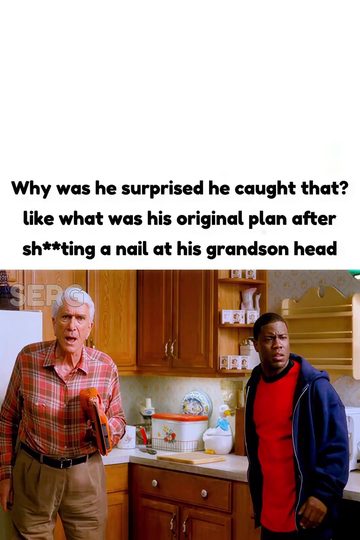 Why was he surprised he caught that?
like what was his original plan after
sh**ting a nail at his grandson head
SERG